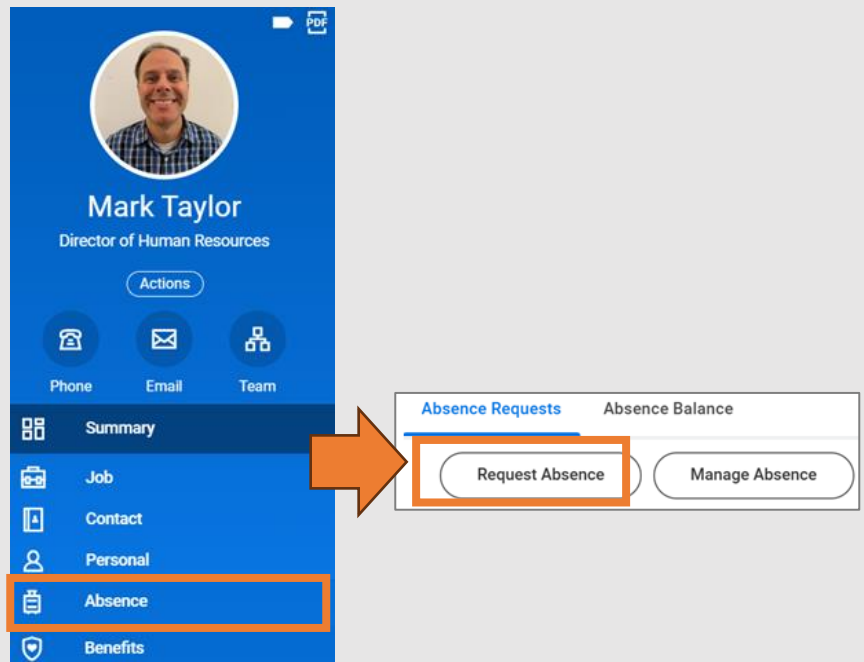 PDF
Mark Taylor
Director of Human Resources
Actions
Phone Email Team
Summary
Job
Contact
Personal
Absence
Benefits
Absence Requests Absence Balance
Request Absence Manage Absence